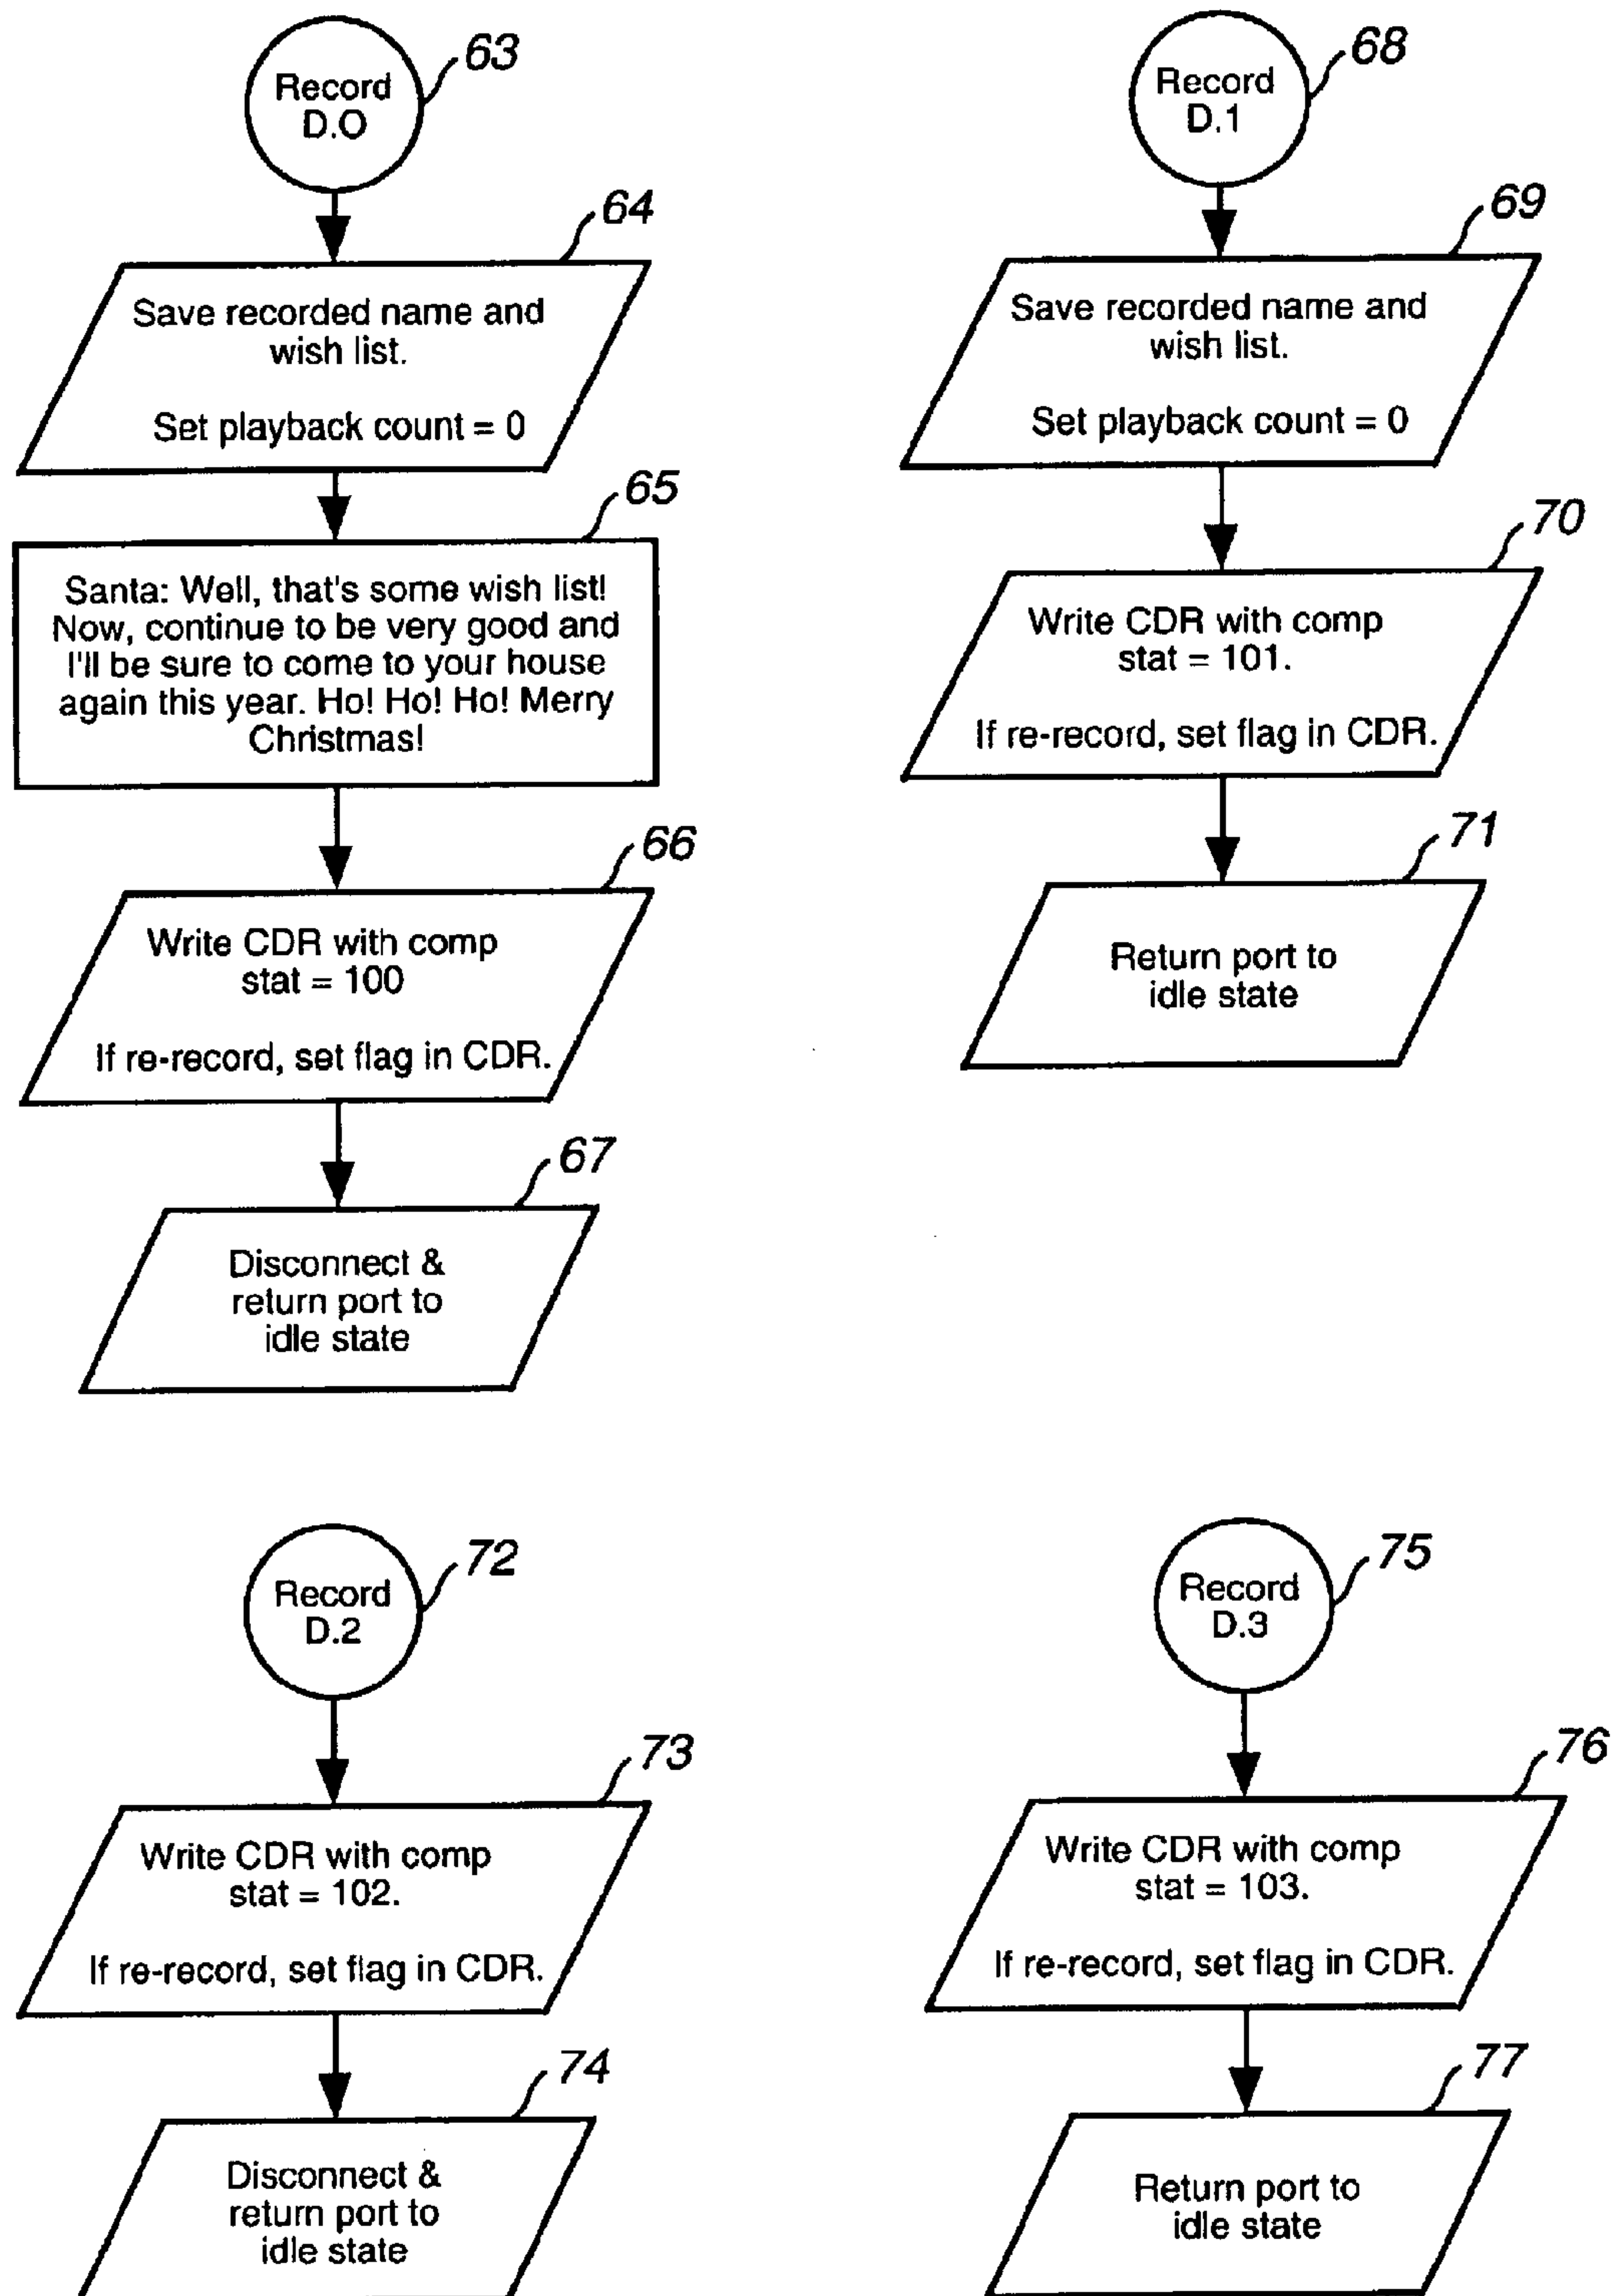 63
Record
D.O
64
Save recorded name and
wish list.
Set playback count = 0
65
Santa: Well, that's some wish list!
Now, continue to be very good and
I'll be sure to come to your house
again this year. Ho! Ho! Ho! Merry
Christmas!
66
Write CDR with comp
stat = 100
If re-record, set flag in CDR.
67
Disconnect &
return port to
idle state
68
Record
D.1
69
Save recorded name and
wish list.
Set playback count = 0
70
Write CDR with comp
stat = 101.
If re-record, set flag in CDR.
71
Return port to
idle state
72
Record
D.2
73
Write CDR with comp
stat = 102.
If re-record, set flag in CDR.
74
Disconnect &
return port to
idle state
75
Record
D.3
76
Write CDR with comp
stat = 103.
If re-record, set flag in CDR.
77
Return port to
idle state